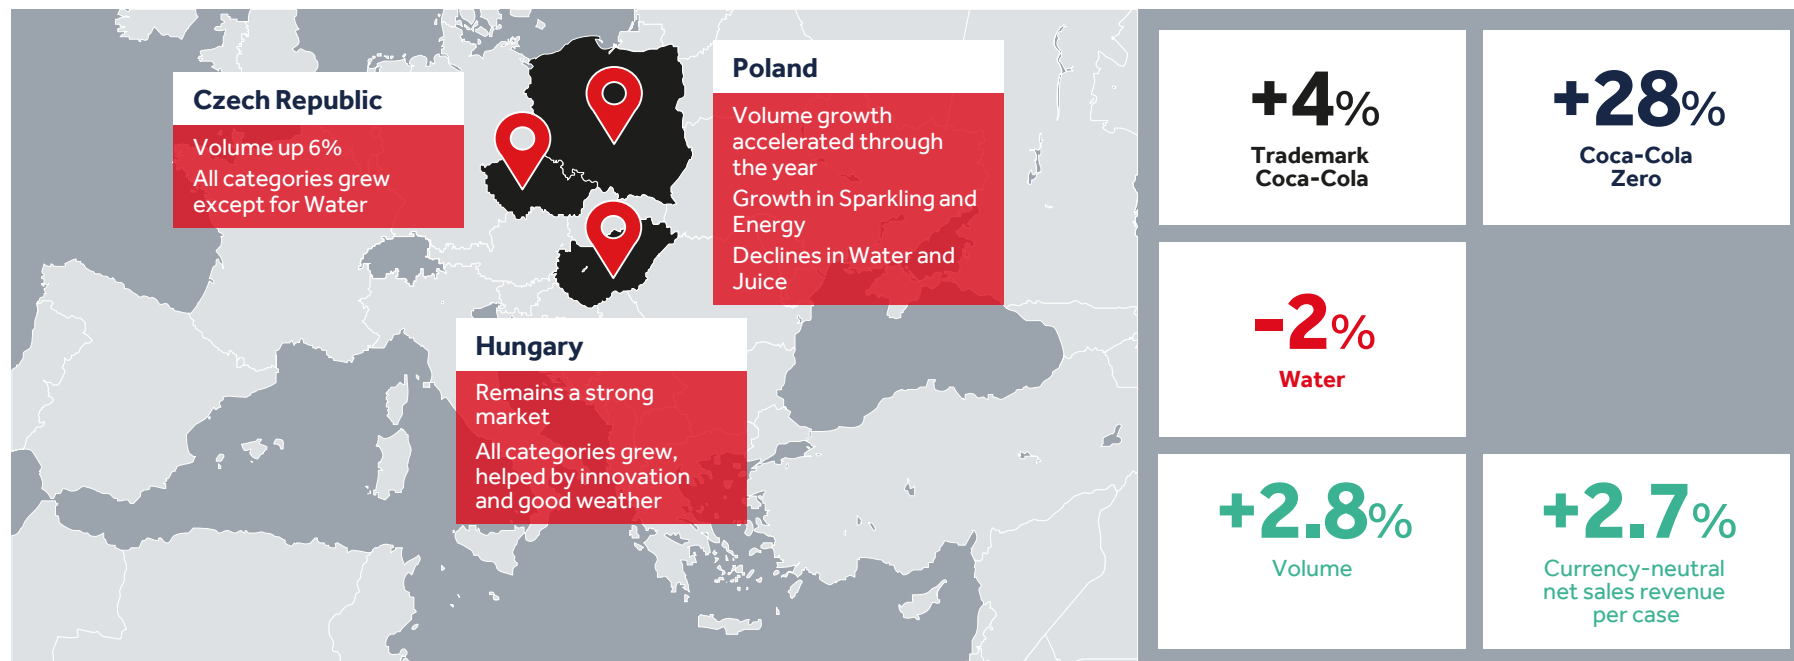 Czech Republic
Volume up 6%
All categories grew
except for Water
Poland
Volume growth
accelerated through
the year
Growth in Sparkling and
Energy
Declines in Water and
Juice
Hungary
Remains a strong
market
All categories grew,
helped by innovation
and good weather
+4%
Trademark
Coca-Cola
+28%
Coca-Cola
Zero
-2%
Water
+2.8%
Volume
+2.7%
Currency-neutral
net sales revenue
per case